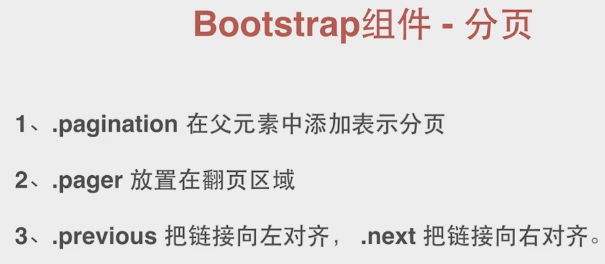 Bootstrap组件 - 分页
1、.pagination 在父元素中添加表示分页
2、.pager 放置在翻页区域
3、.previous 把链接向左对齐， .next 把链接向右对齐。